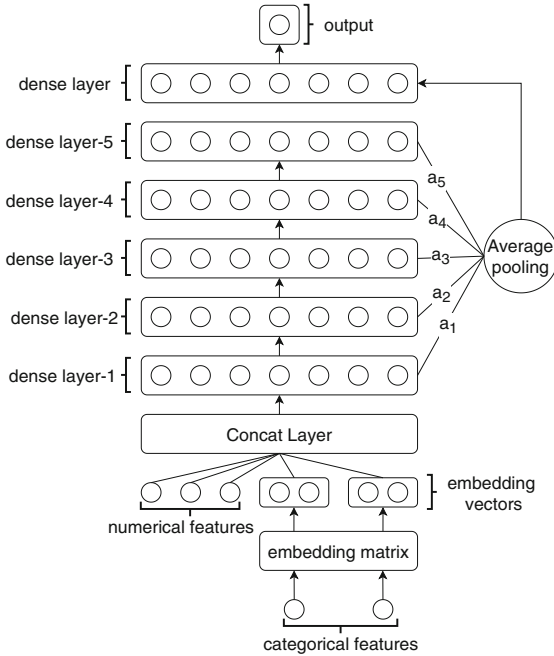 output
dense layer
dense layer-5
a5
dense layer-4
a4
Average
pooling
dense layer-3
a3
dense layer-2
a2
a1
dense layer-1
Concat Layer
embedding
vectors
numerical features
embedding matrix
categorical features